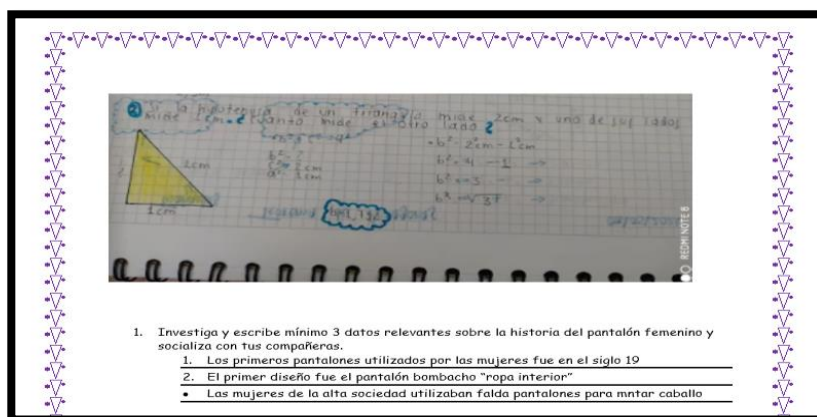 ② Si la hipotenusa de un triángulo mide 2cm y uno de sus lados
mide 1cm ¿Cuánto mide el otro lado?
2cm
1cm
b² = ?
c² = 2cm
a² = 1cm
b² = 2²cm - 1²cm
b² = 4 - 1
b² = 3
REDMI NOTE 8
1. Investiga y escribe mínimo 3 datos relevantes sobre la historia del pantalón femenino y
socializa con tus compañeras.
1. Los primeros pantalones utilizados por las mujeres fue en el siglo 19
2. El primer diseño fue el pantalón bombacho “ropa interior”
• Las mujeres de la alta sociedad utilizaban falda pantalones para mntar caballo